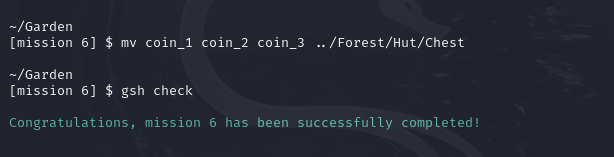 ~/Garden
[mission 6] $ mv coin_1 coin_2 coin_3 ../Forest/Hut/Chest
~/Garden
[mission 6] $ gsh check
Congratulations, mission 6 has been successfully completed!